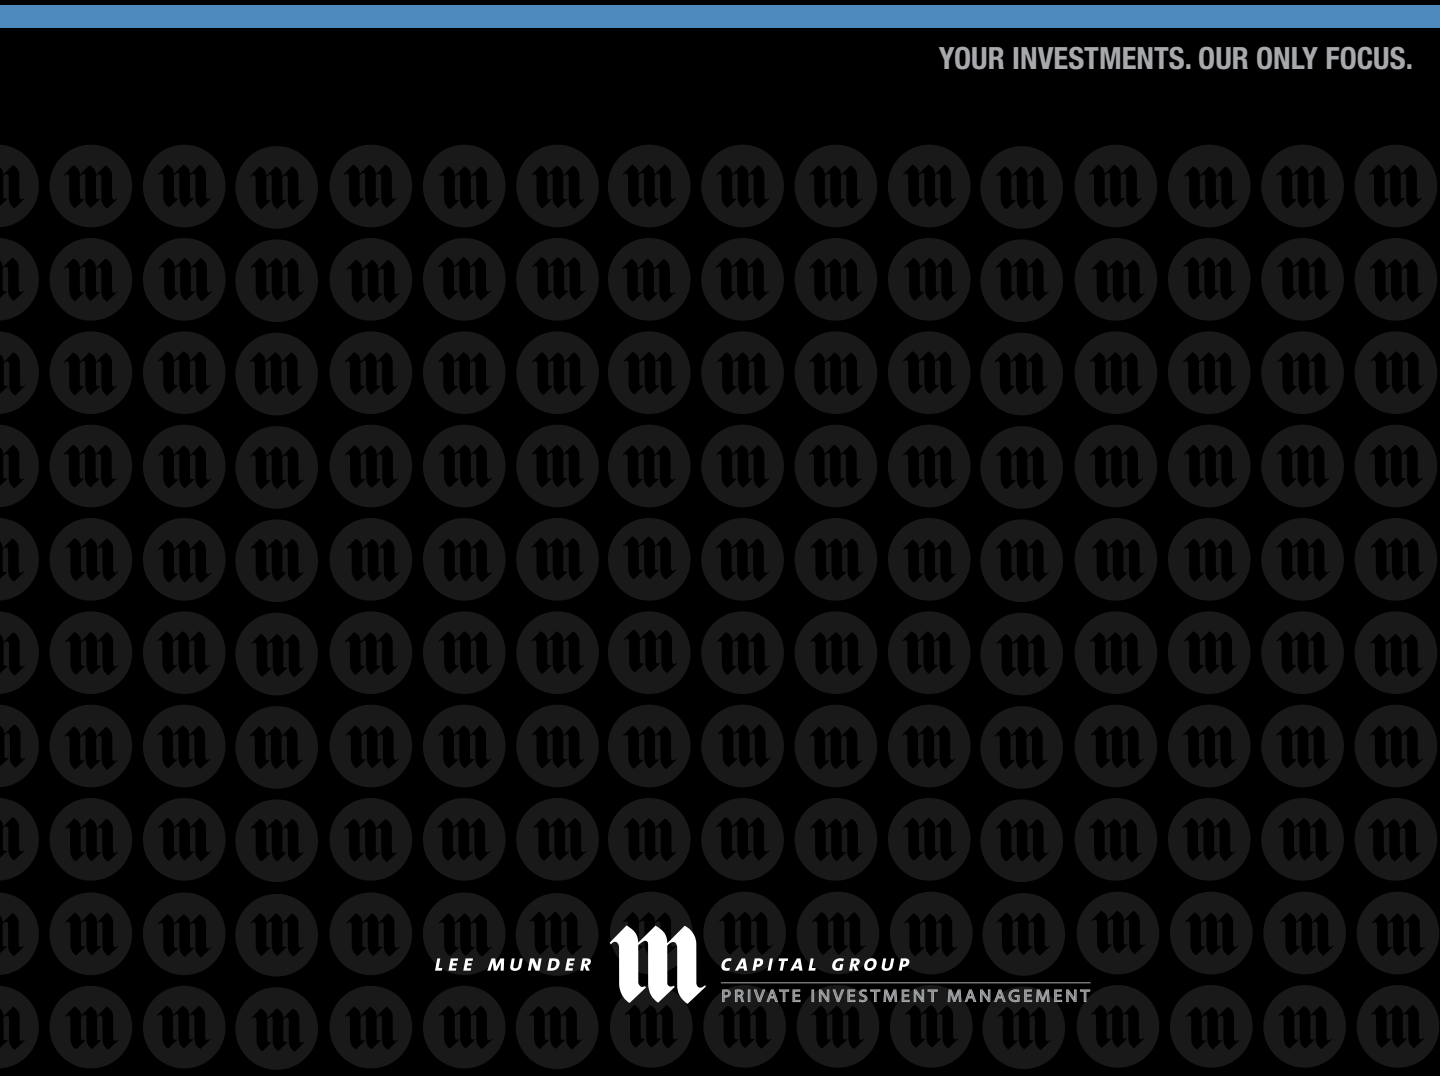 YOUR INVESTMENTS. OUR ONLY FOCUS.
LEE MUNDER m CAPITAL GROUP
PRIVATE INVESTMENT MANAGEMENT